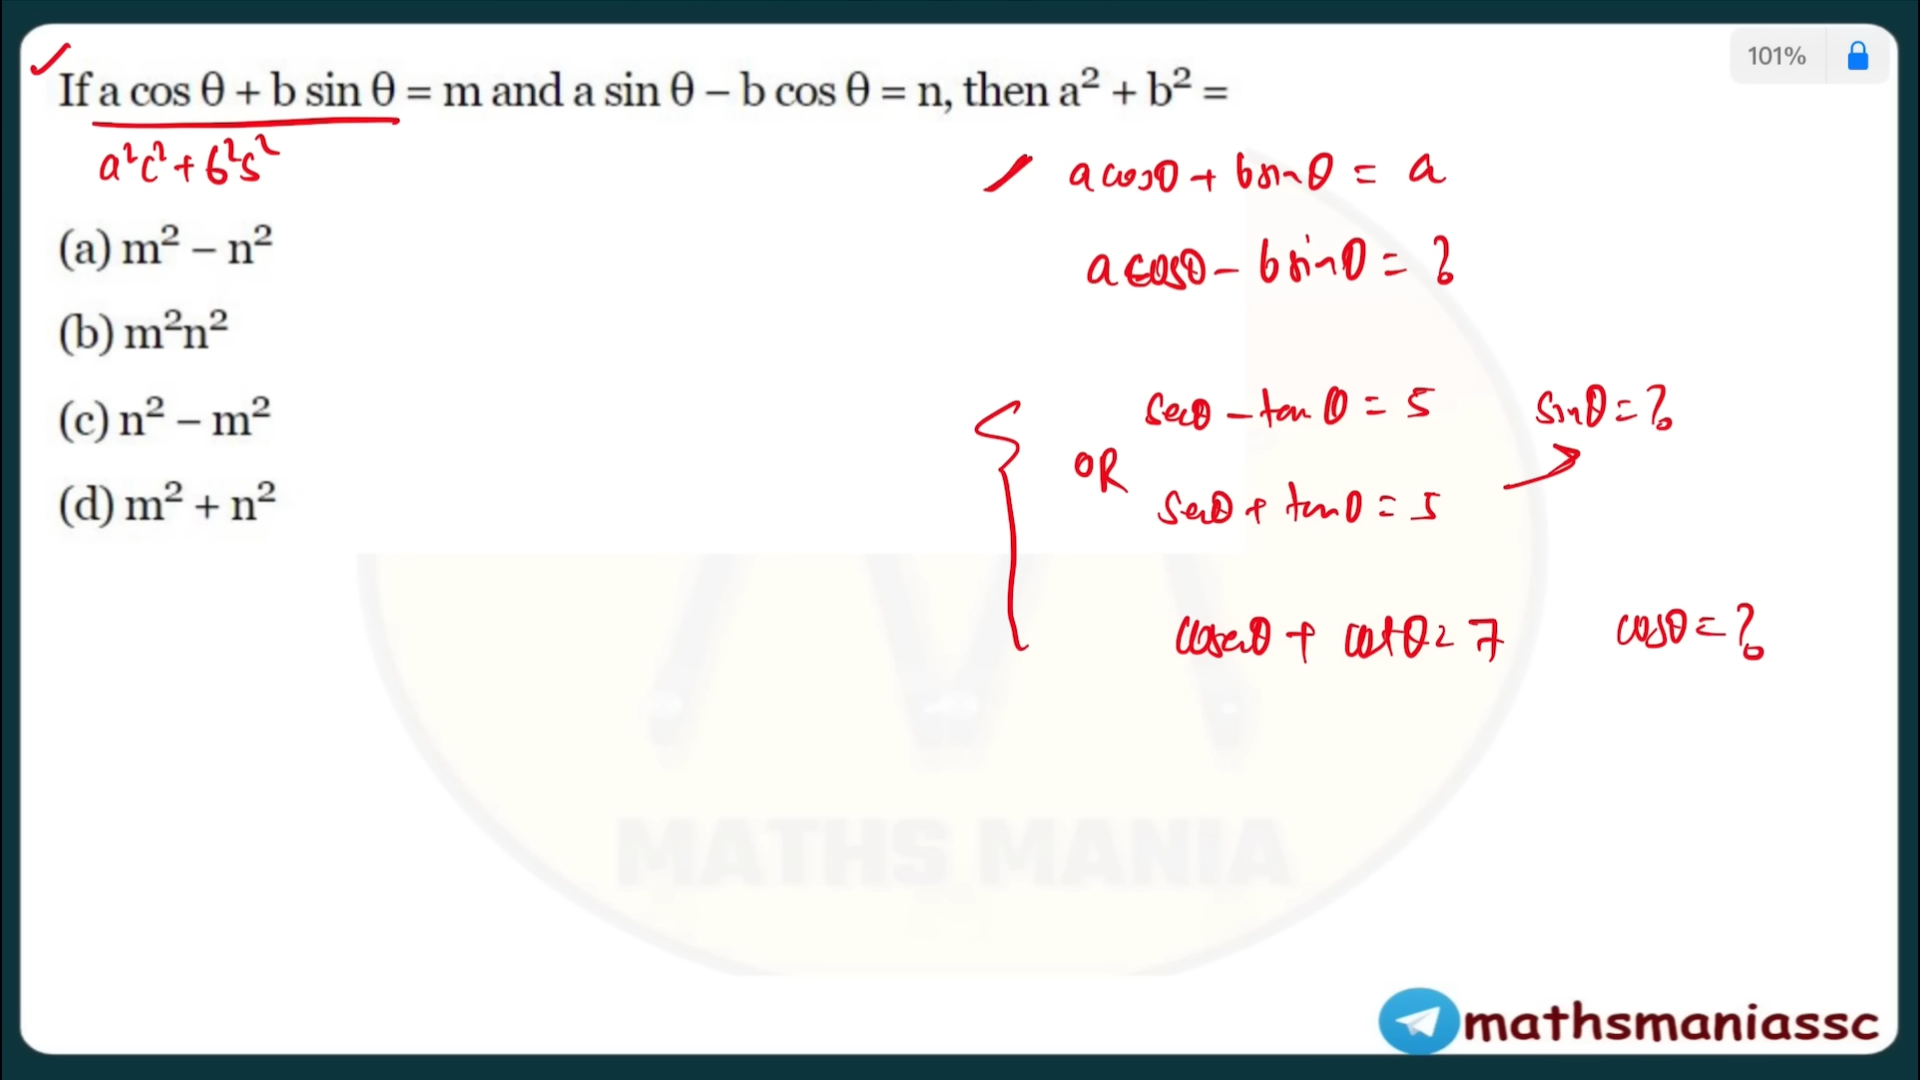 101%
If a cos θ + b sin θ = m and a sin θ – b cos θ = n, then a² + b² =
a²c² + b²s²
(a) m² – n²
(b) m²n²
(c) n² – m²
(d) m² + n²
a cosθ + b sinθ = a
a cosθ – b sinθ = ?
secθ – tan θ = 5 sinθ = ?
OR
secθ + tanθ = 5
cosecθ + cotθ = 7 cosθ = ?
MATHS MANIA
mathsmaniassc